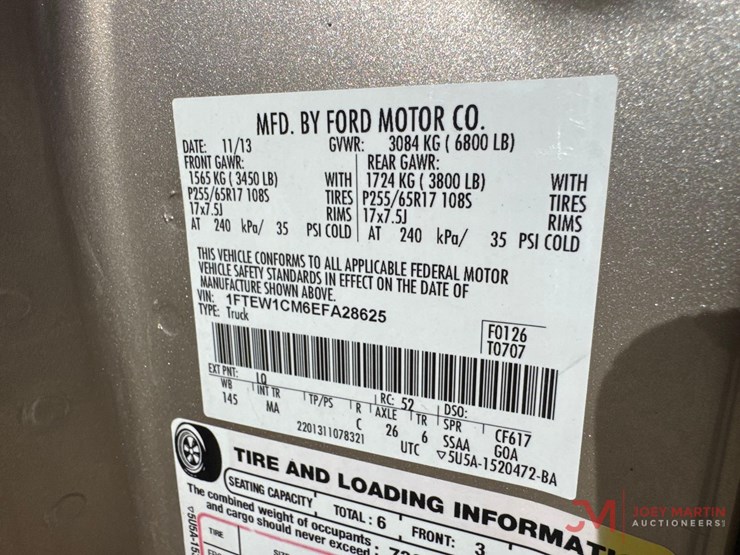 MFD. BY FORD MOTOR CO.
DATE: 11/13 GVWR: 3084 KG ( 6800 LB)
FRONT GAWR: REAR GAWR:
1565 KG ( 3450 LB) WITH 1724 KG ( 3800 LB) WITH
P255/65R17 108S TIRES P255/65R17 108S TIRES
17x7.5J RIMS 17x7.5J RIMS
AT 240 kPa/ 35 PSI COLD AT 240 kPa/ 35 PSI COLD
THIS VEHICLE CONFORMS TO ALL APPLICABLE FEDERAL MOTOR
VEHICLE SAFETY STANDARDS IN EFFECT ON THE DATE OF
MANUFACTURE SHOWN ABOVE.
VIN: 1FTEW1CM6EFA28625
TYPE: Truck
F0126
T0707
EXT PNT: LQ RC: 52 DSO:
WB INT TR TP/PS R AXLE TR SPR CF617
145 MA C 26 6 SSAA GOA
2201311078321 UTC ▽5U5A-1520472-BA
TIRE AND LOADING INFORMATI
SEATING CAPACITY TOTAL: 6 FRONT: 3
The combined weight of occupants
and cargo should never exceed
TIRE
▽5U5A-15
JOEY MARTIN
AUCTIONEERS